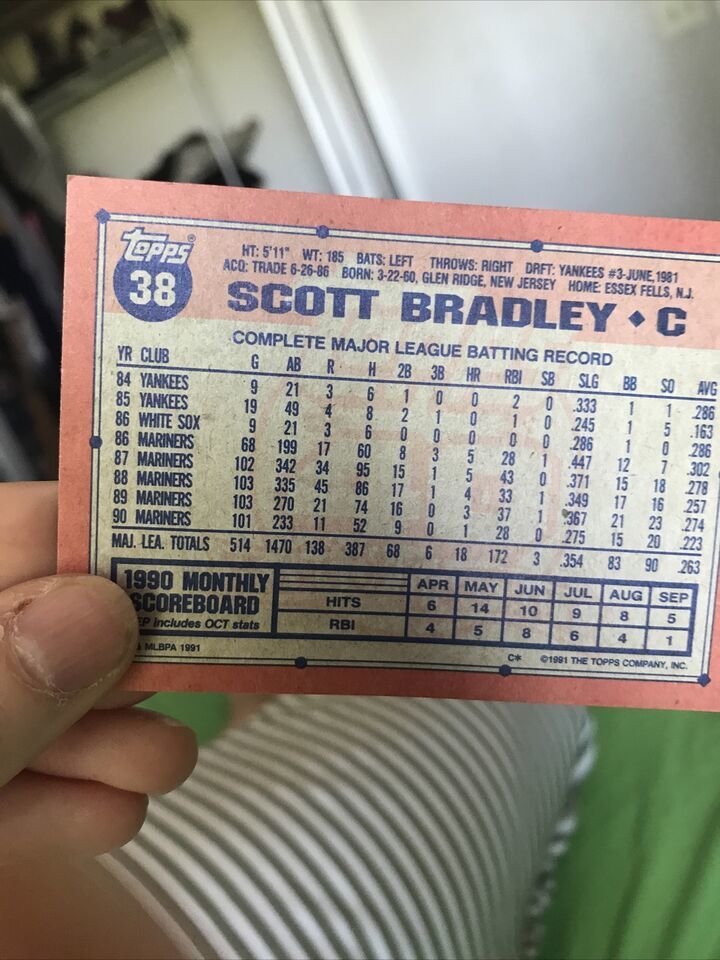 Topps®
38
HT: 5'11" WT: 185 BATS: LEFT THROWS: RIGHT DRFT: YANKEES #3-JUNE,1981
ACQ: TRADE 6-26-86 BORN: 3-22-60, GLEN RIDGE, NEW JERSEY HOME: ESSEX FELLS, N.J.
SCOTT BRADLEY ♦ C
COMPLETE MAJOR LEAGUE BATTING RECORD
YR CLUB G AB R H 2B 3B HR RBI SB SLG BB SO AVG
84 YANKEES 9 21 3 6 1 0 0 2 0 .333 1 1 .286
85 YANKEES 19 49 4 8 2 1 0 1 0 .245 1 5 .163
86 WHITE SOX 9 21 3 6 0 0 0 0 0 .286 1 0 .286
86 MARINERS 68 199 17 60 8 3 5 28 1 .447 12 7 .302
87 MARINERS 102 342 34 95 15 1 5 43 0 .371 15 18 .278
88 MARINERS 103 335 45 86 17 1 4 33 1 .349 17 16 .257
89 MARINERS 103 270 21 74 16 0 3 37 1 .367 21 23 .274
90 MARINERS 101 233 11 52 9 0 1 28 0 .275 15 20 .223
MAJ. LEA. TOTALS 514 1470 138 387 68 6 18 172 3 .354 83 90 .263
1990 MONTHLY SCOREBOARD
EP includes OCT stats
APR MAY JUN JUL AUG SEP
HITS 6 14 10 9 8 5
RBI 4 5 8 6 4 1
MLBPA 1991
C* ©1991 THE TOPPS COMPANY, INC.